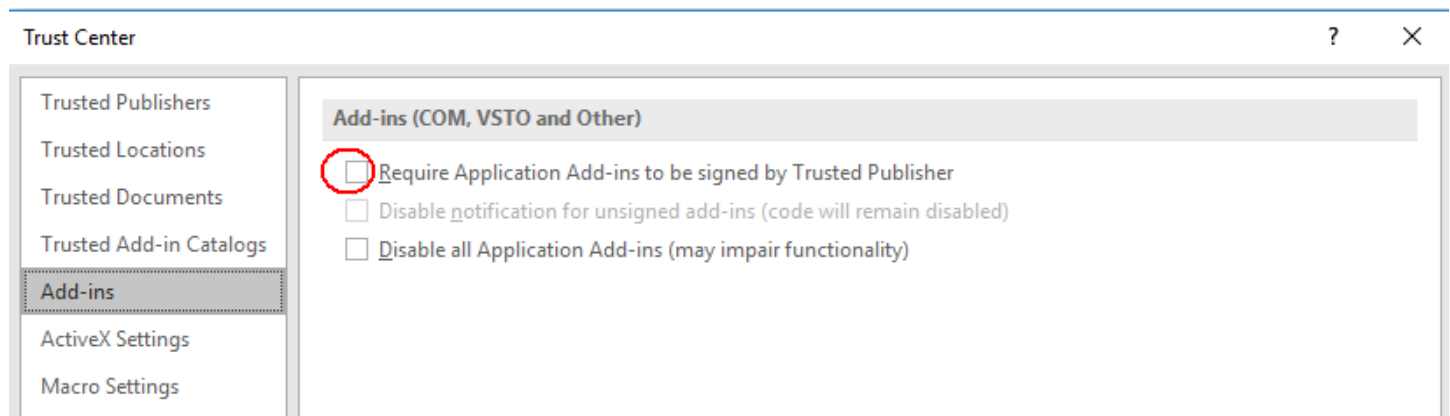 Trust Center
?
Trusted Publishers
Trusted Locations
Trusted Documents
Trusted Add-in Catalogs
Add-ins
ActiveX Settings
Macro Settings
Add-ins (COM, VSTO and Other)
Require Application Add-ins to be signed by Trusted Publisher
Disable notification for unsigned add-ins (code will remain disabled)
Disable all Application Add-ins (may impair functionality)